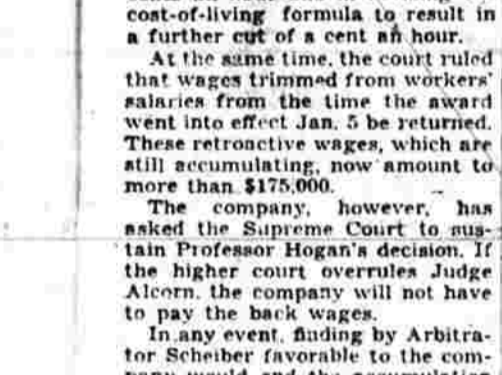 cost-of-living formula to result in
a further cut of a cent an hour.
At the same time, the court ruled
that wages trimmed from workers'
salaries from the time the award
went into effect Jan. 5 be returned.
These retroactive wages, which are
still accumulating, now amount to
more than $175,000.
The company, however, has
asked the Supreme Court to sus-
tain Professor Hogan's decision. If
the higher court overrules Judge
Alcorn, the company will not have
to pay the back wages.
In any event, finding by Arbitra-
tor Scheiber favorable to the com-
pany would end the accumulation